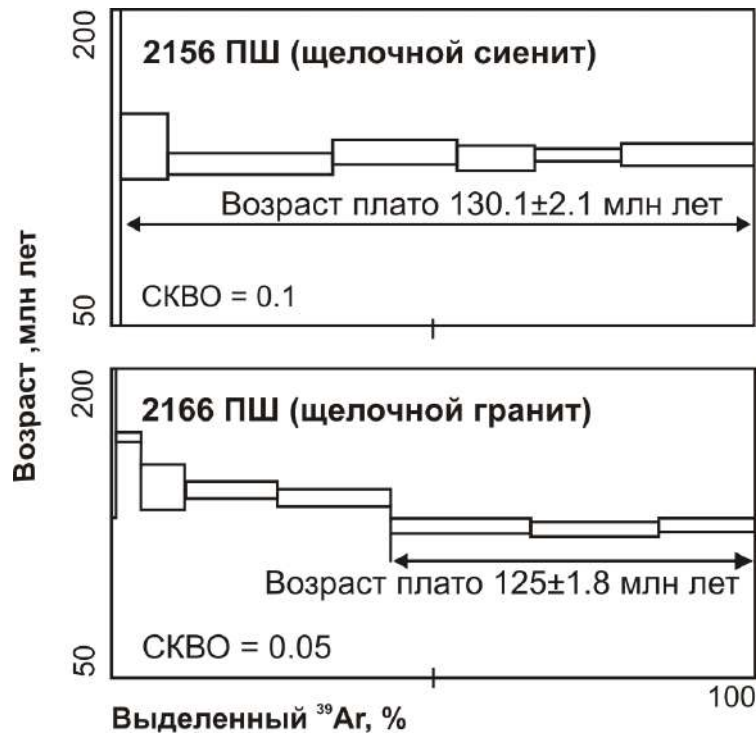 200
2156 ПШ (щелочной сиенит)
Возраст плато 130.1±2.1 млн лет
СКВО = 0.1
50
Возраст ,млн лет
200
2166 ПШ (щелочной гранит)
Возраст плато 125±1.8 млн лет
СКВО = 0.05
50
100
Выделенный ³⁹Ar, %